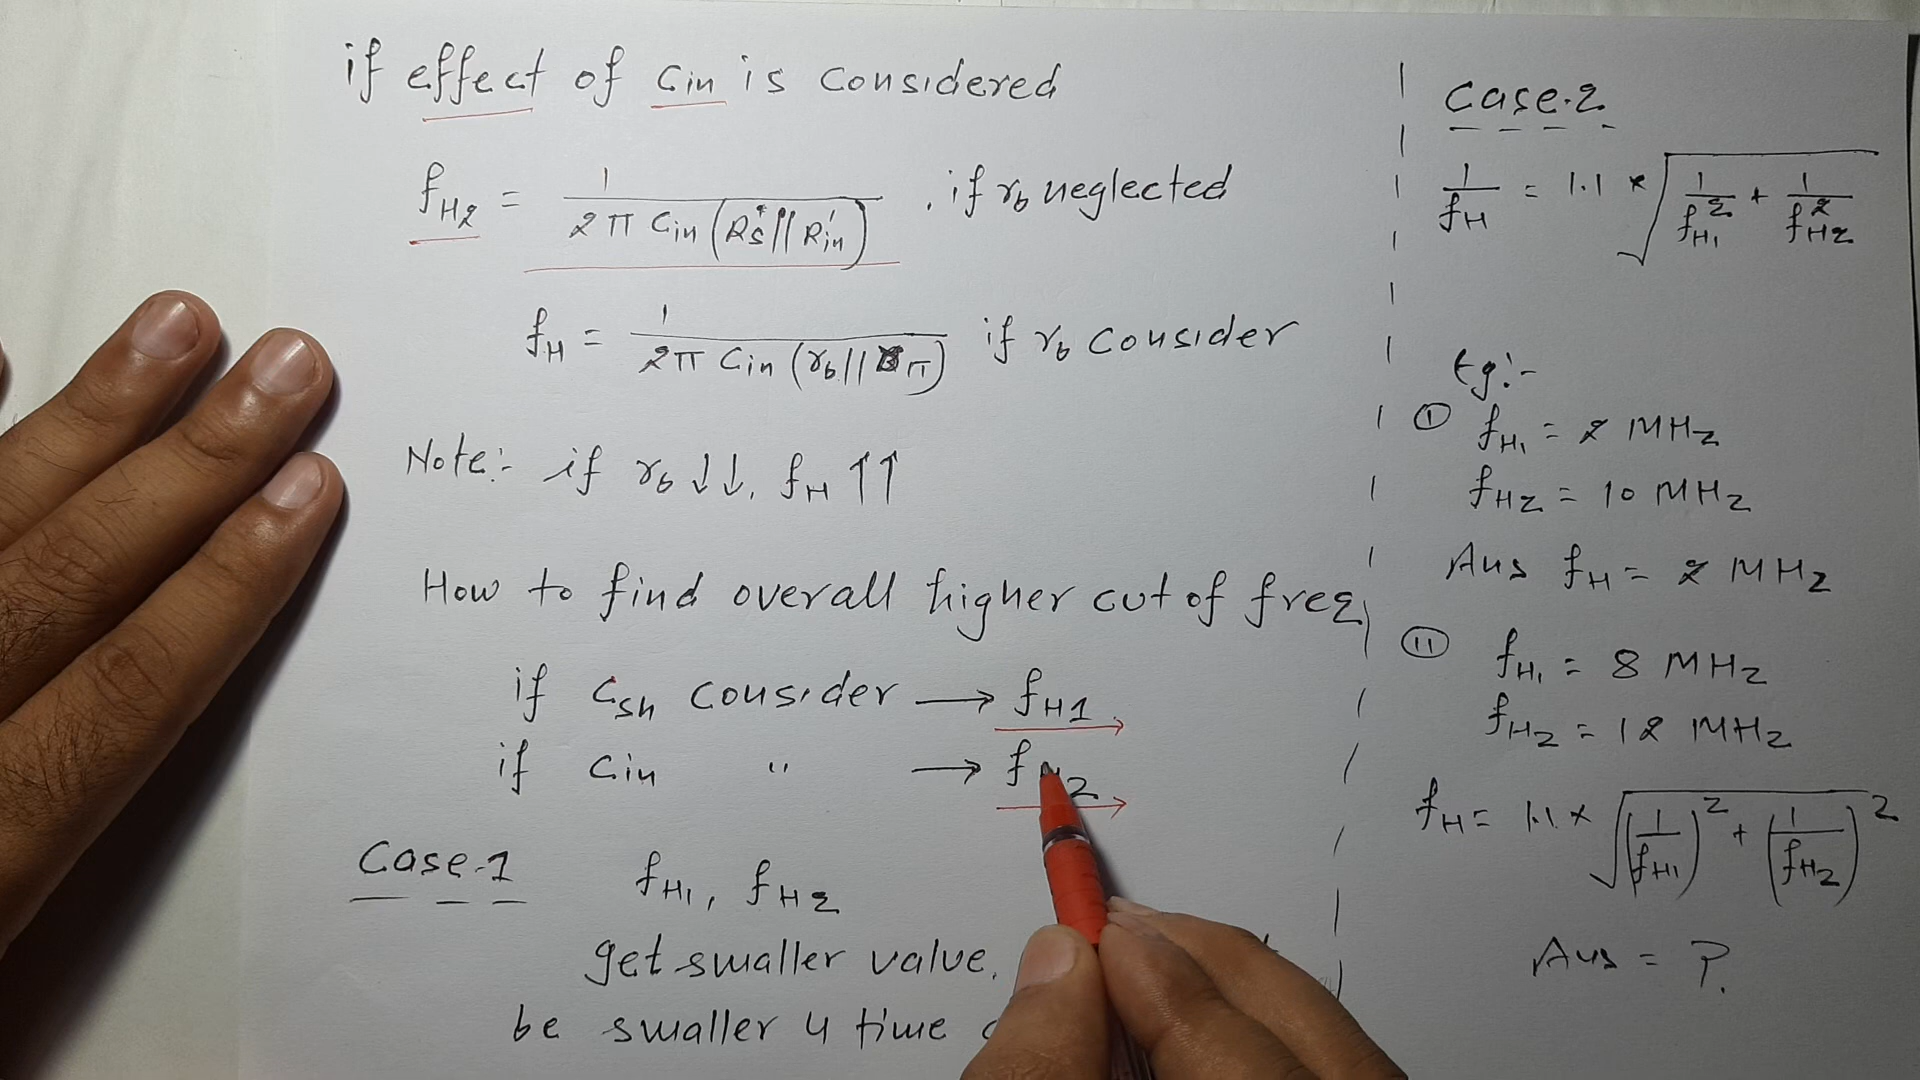 if effect of Cin is considered
fH2 = 1 / 2π Cin (Rs' || Rin') , if rb neglected
fH = 1 / 2π Cin (rb || π) if rb consider
Note:- if rb ↓↓, fH ↑↑
How to find overall higher cut of freq
if Csh consider → fH1
if Cin " → fH2
Case-1 fH1, fH2
get smaller value.
be smaller 4 time
Case-2
1/fH = 1.1 × √(1/fH1² + 1/fH2²)
Eg:-
(I) fH1 = 2 MHz
fH2 = 10 MHz
Ans fH = 2 MHz
(II) fH1 = 8 MHz
fH2 = 12 MHz
fH = 1.1 × √((1/fH1)² + (1/fH2)²)
Ans = ?